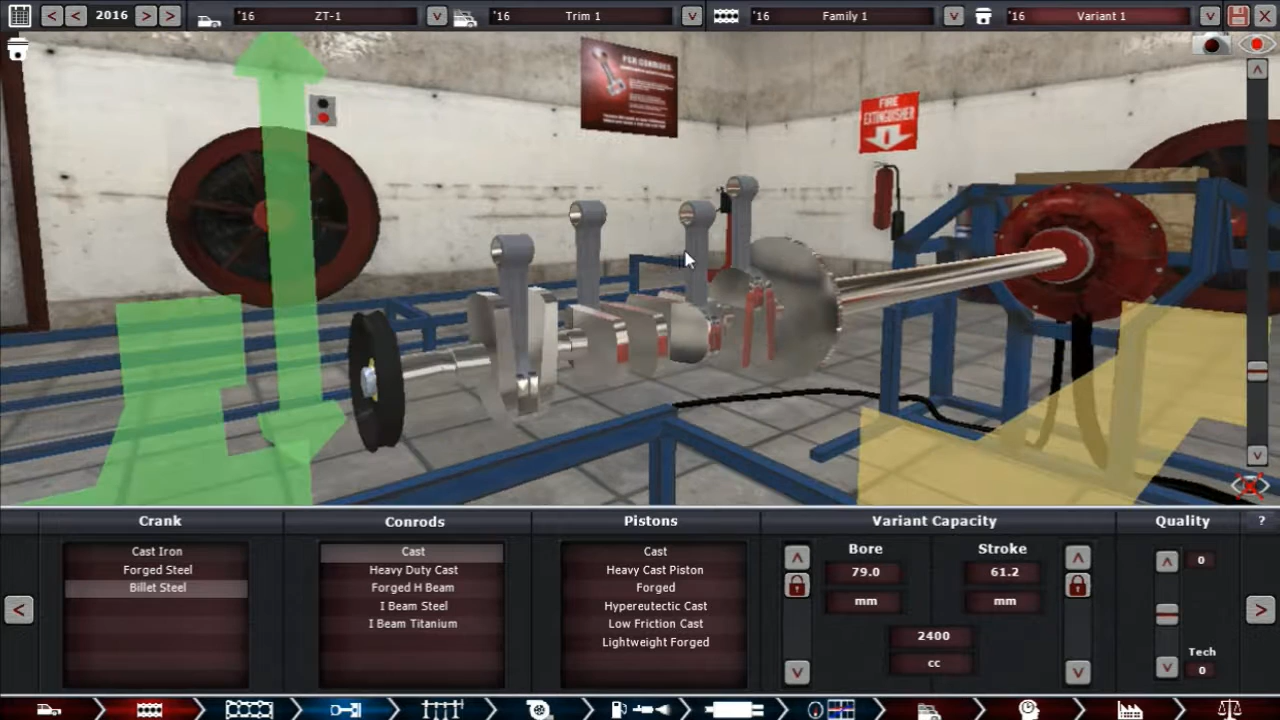 2016 '16 ZT-1 '16 Trim 1 '16 Family 1 '16 Variant 1
FIRE
EXTINGUISHER
Crank Conrods Pistons Variant Capacity Quality ?
Cast Iron
Forged Steel
Billet Steel
Cast
Heavy Duty Cast
Forged H Beam
I Beam Steel
I Beam Titanium
Cast
Heavy Cast Piston
Forged
Hypereutectic Cast
Low Friction Cast
Lightweight Forged
Bore Stroke
79.0 61.2
mm mm
2400
cc
0
Tech
0